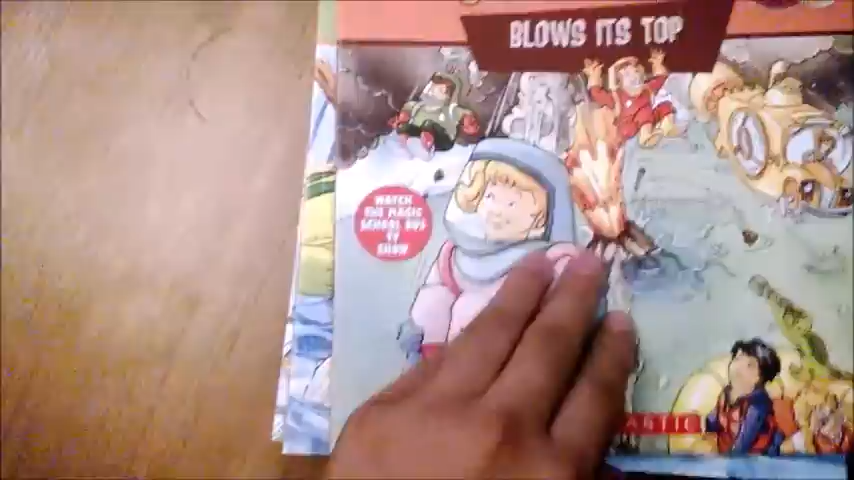 BLOWS ITS TOP
WATCH
THE MAGIC
SCHOOL BUS
TV
SHOW